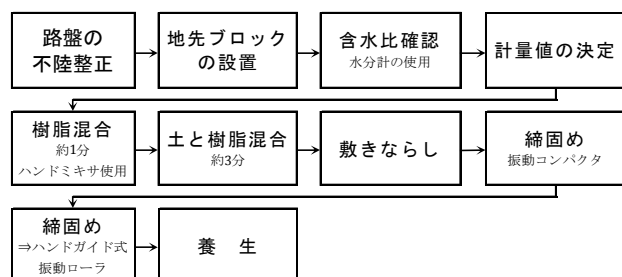 路盤の
不陸整正
地先ブロック
の設置
含水比確認
水分計の使用
計量値の決定
樹脂混合
約1分
ハンドミキサ使用
土と樹脂混合
約3分
敷きならし
締固め
振動コンパクタ
締固め
⇒ハンドガイド式
振動ローラ
養　生